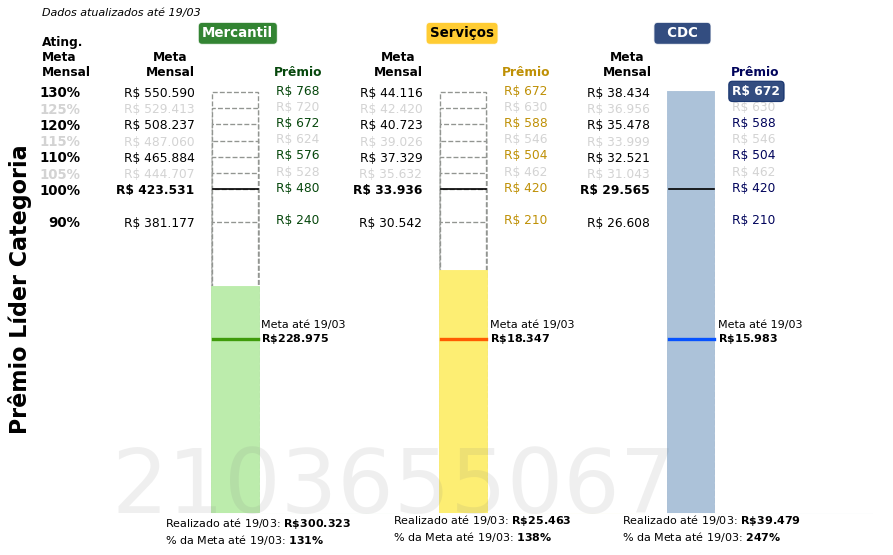 Dados atualizados até 19/03
Mercantil Serviços CDC
Ating. Meta Mensal Meta Mensal Prêmio Meta Mensal Prêmio Meta Mensal Prêmio
130% R$ 550.590 R$ 768 R$ 44.116 R$ 672 R$ 38.434 R$ 672
125% R$ 529.413 R$ 720 R$ 42.420 R$ 630 R$ 36.956 R$ 630
120% R$ 508.237 R$ 672 R$ 40.723 R$ 588 R$ 35.478 R$ 588
115% R$ 487.060 R$ 624 R$ 39.026 R$ 546 R$ 33.999 R$ 546
110% R$ 465.884 R$ 576 R$ 37.329 R$ 504 R$ 32.521 R$ 504
105% R$ 444.707 R$ 528 R$ 35.632 R$ 462 R$ 31.043 R$ 462
100% R$ 423.531 R$ 480 R$ 33.936 R$ 420 R$ 29.565 R$ 420
90% R$ 381.177 R$ 240 R$ 30.542 R$ 210 R$ 26.608 R$ 210
Prêmio Líder Categoria
Meta até 19/03 Meta até 19/03 Meta até 19/03
R$228.975 R$18.347 R$15.983
2103655067
Realizado até 19/03: R$300.323 Realizado até 19/03: R$25.463 Realizado até 19/03: R$39.479
% da Meta até 19/03: 131% % da Meta até 19/03: 138% % da Meta até 19/03: 247%